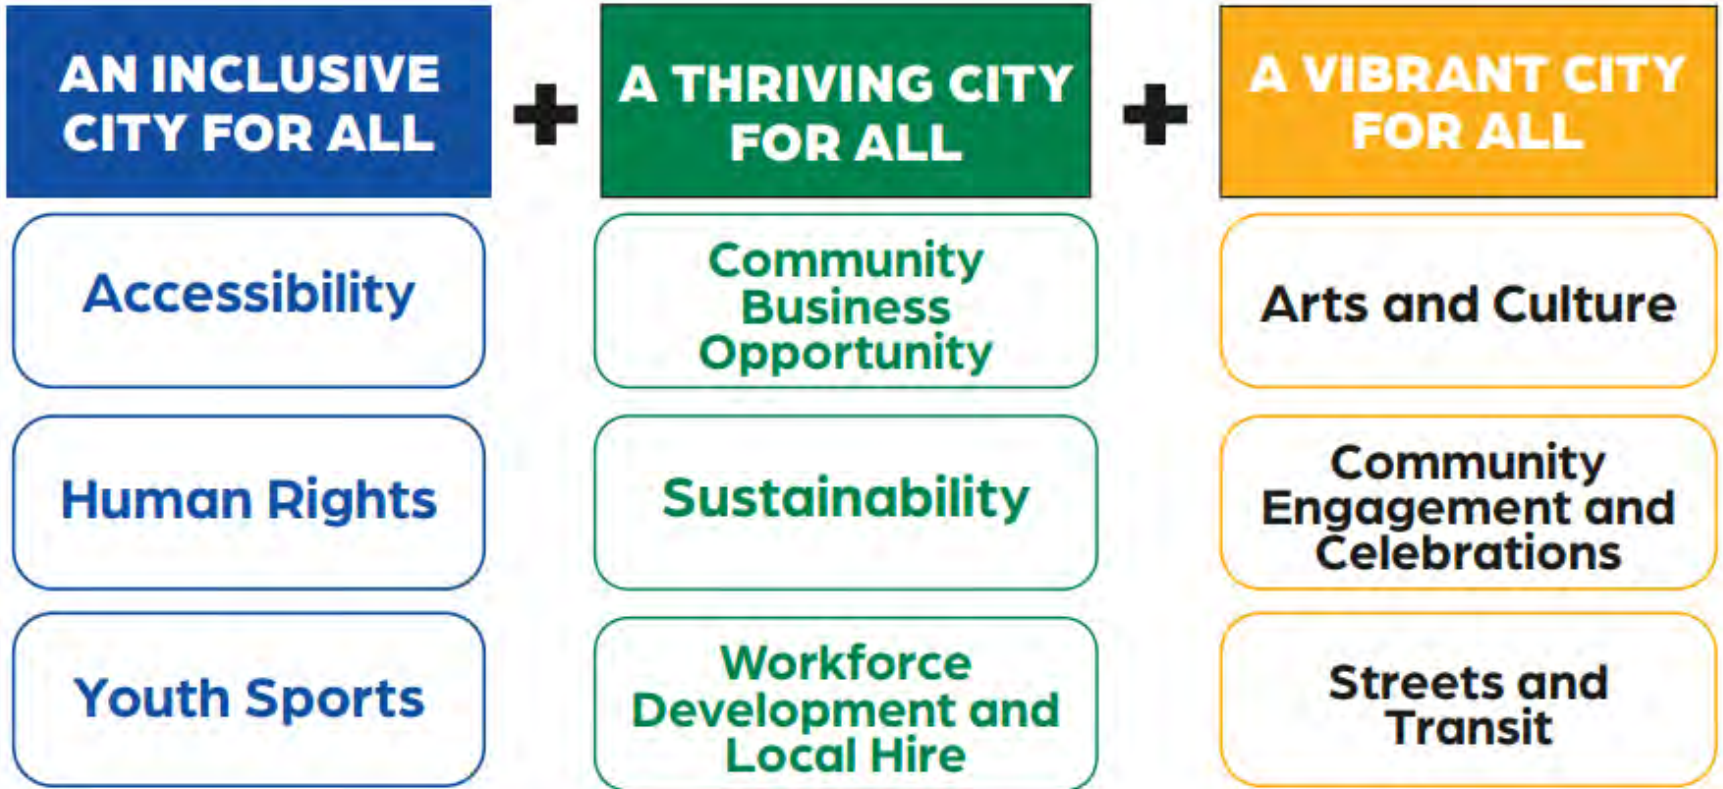 AN INCLUSIVE
CITY FOR ALL
+
A THRIVING CITY
FOR ALL
+
A VIBRANT CITY
FOR ALL
Accessibility
Community
Business
Opportunity
Arts and Culture
Human Rights
Sustainability
Community
Engagement and
Celebrations
Youth Sports
Workforce
Development and
Local Hire
Streets and
Transit